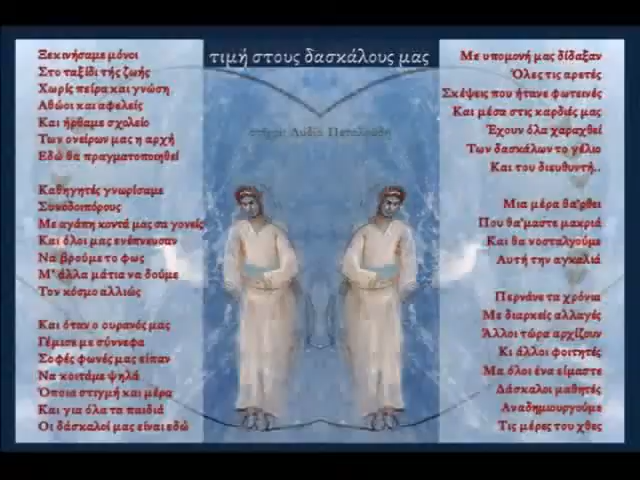 τιμή στους δασκάλους μας
στίχοι Λυδία
Ξεκινήσαμε μόνοι
Στο ταξίδι τής ζωής
Χωρίς πείρα και γνώση
Αθώοι και αφελείς
Και ήρθαμε σχολείο
Των ονείρων μας η αρχή
Εδώ θα πραγματοποιηθεί
Καθηγητές γνωρίσαμε
Συνοδοιπόρους
Με αγάπη κοντά μας σα γονείς
Και όλοι μας ενέπνευσαν
Να βρούμε το φως
Μ' άλλα μάτια να δούμε
Τον κόσμο αλλιώς
Και όταν ο ουρανός μας
Γέμισε με σύννεφα
Σοφές φωνές μας είπαν
Να κοιτάμε ψηλά
Όποια στιγμή και μέρα
Και για όλα τα παιδιά
Οι δάσκαλοί μας είναι εδώ
Με υπομονή μας δίδαξαν
Όλες τις αρετές
Σκέψεις που ήτανε φωτεινές
Και μέσα στις καρδιές μας
Έχουν όλα χαραχθεί
Των δασκάλων το γέλιο
Και του διευθυντή..
Μια μέρα θα'ρθει
Που θα'μαστε μακριά
Και θα νοσταλγούμε
Αυτή την αγκαλιά
Περνάνε τα χρόνια
Με διαρκείς αλλαγές
Άλλοι τώρα αρχίζουν
Κι άλλοι φοιτητές
Μα όλοι ένα είμαστε
Δάσκαλοι μαθητές
Αναδημιουργούμε
Τις μέρες του χθες